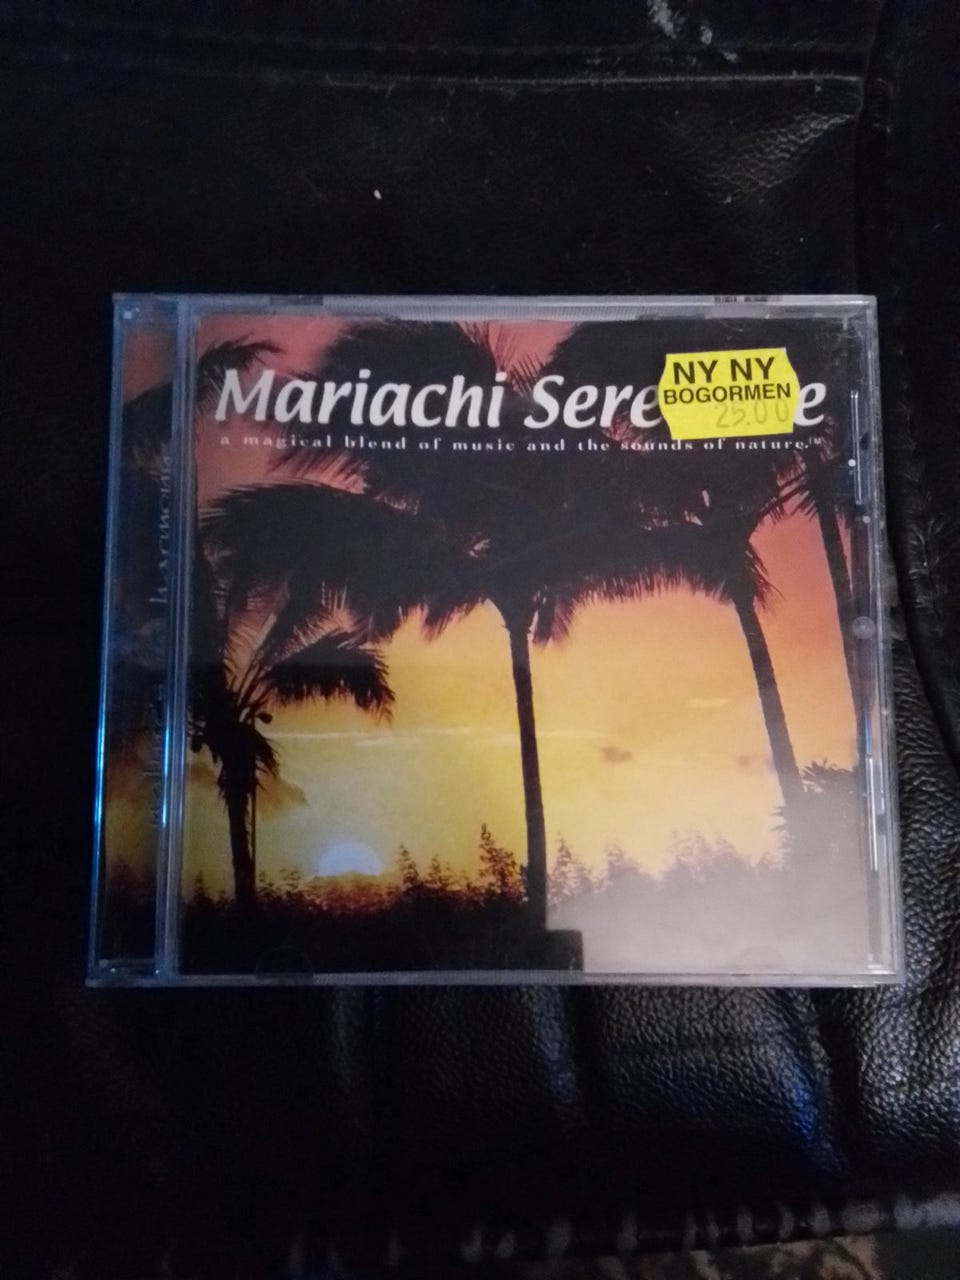 Mariachi Sere e
NY NY
BOGORMEN
25.00
a magical blend of music and the sounds of nature.™